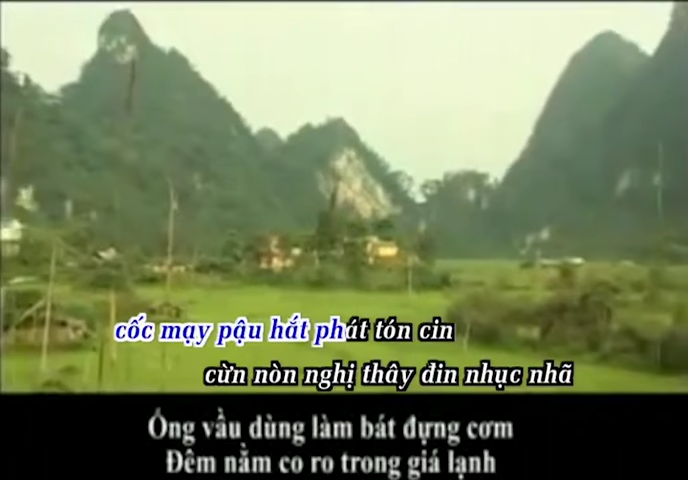 cốc mạy pậu hắt phát tón cin
cừn nòn nghị thây đin nhục nhã
Ống vầu dùng làm bát đựng cơm
Đêm nằm co ro trong giá lạnh